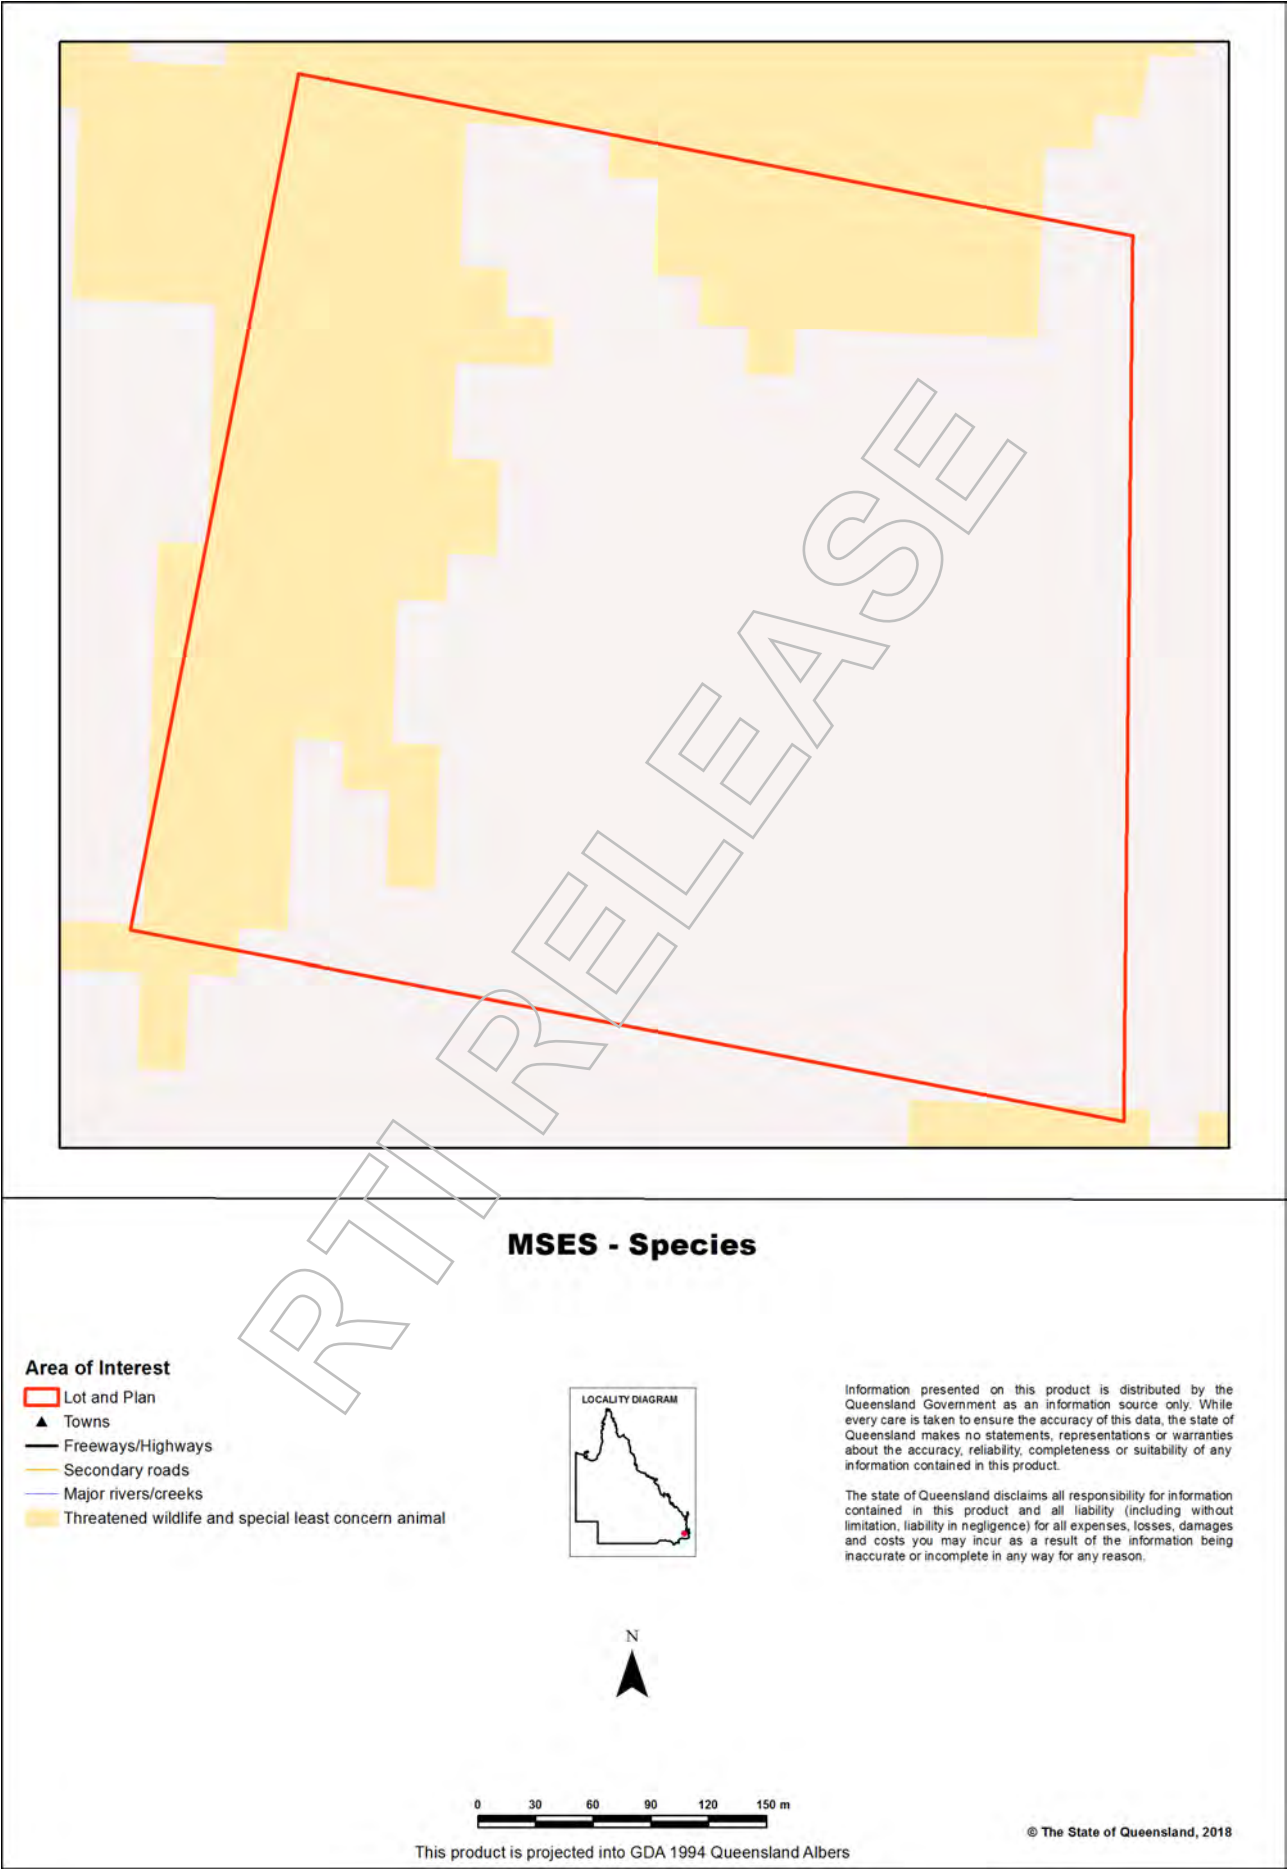 RTI RELEASE
MSES - Species
Area of Interest
Lot and Plan
Towns
Freeways/Highways
Secondary roads
Major rivers/creeks
Threatened wildlife and special least concern animal
LOCALITY DIAGRAM
Information presented on this product is distributed by the
Queensland Government as an information source only. While
every care is taken to ensure the accuracy of this data, the state of
Queensland makes no statements, representations or warranties
about the accuracy, reliability, completeness or suitability of any
information contained in this product.
The state of Queensland disclaims all responsibility for information
contained in this product and all liability (including without
limitation, liability in negligence) for all expenses, losses, damages
and costs you may incur as a result of the information being
inaccurate or incomplete in any way for any reason.
N
0 30 60 90 120 150 m
This product is projected into GDA 1994 Queensland Albers
© The State of Queensland, 2018